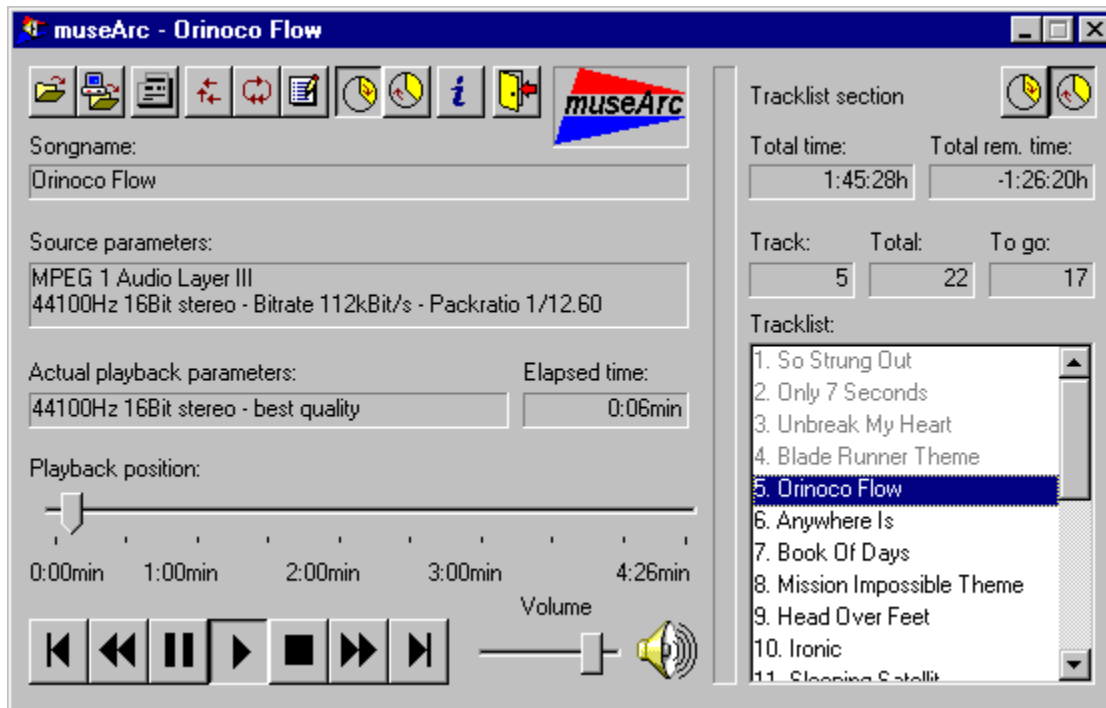 museArc - Orinoco Flow
museArc
Songname:
Orinoco Flow
Source parameters:
MPEG 1 Audio Layer III
44100Hz 16Bit stereo - Bitrate 112kBit/s - Packratio 1/12.60
Actual playback parameters:
Elapsed time:
44100Hz 16Bit stereo - best quality
0:06min
Playback position:
0:00min 1:00min 2:00min 3:00min 4:26min
Volume
Tracklist section
Total time: Total rem. time:
1:45:28h -1:26:20h
Track: Total: To go:
5 22 17
Tracklist:
1. So Strung Out
2. Only 7 Seconds
3. Unbreak My Heart
4. Blade Runner Theme
5. Orinoco Flow
6. Anywhere Is
7. Book Of Days
8. Mission Impossible Theme
9. Head Over Feet
10. Ironic
11. Sleeping Satellit